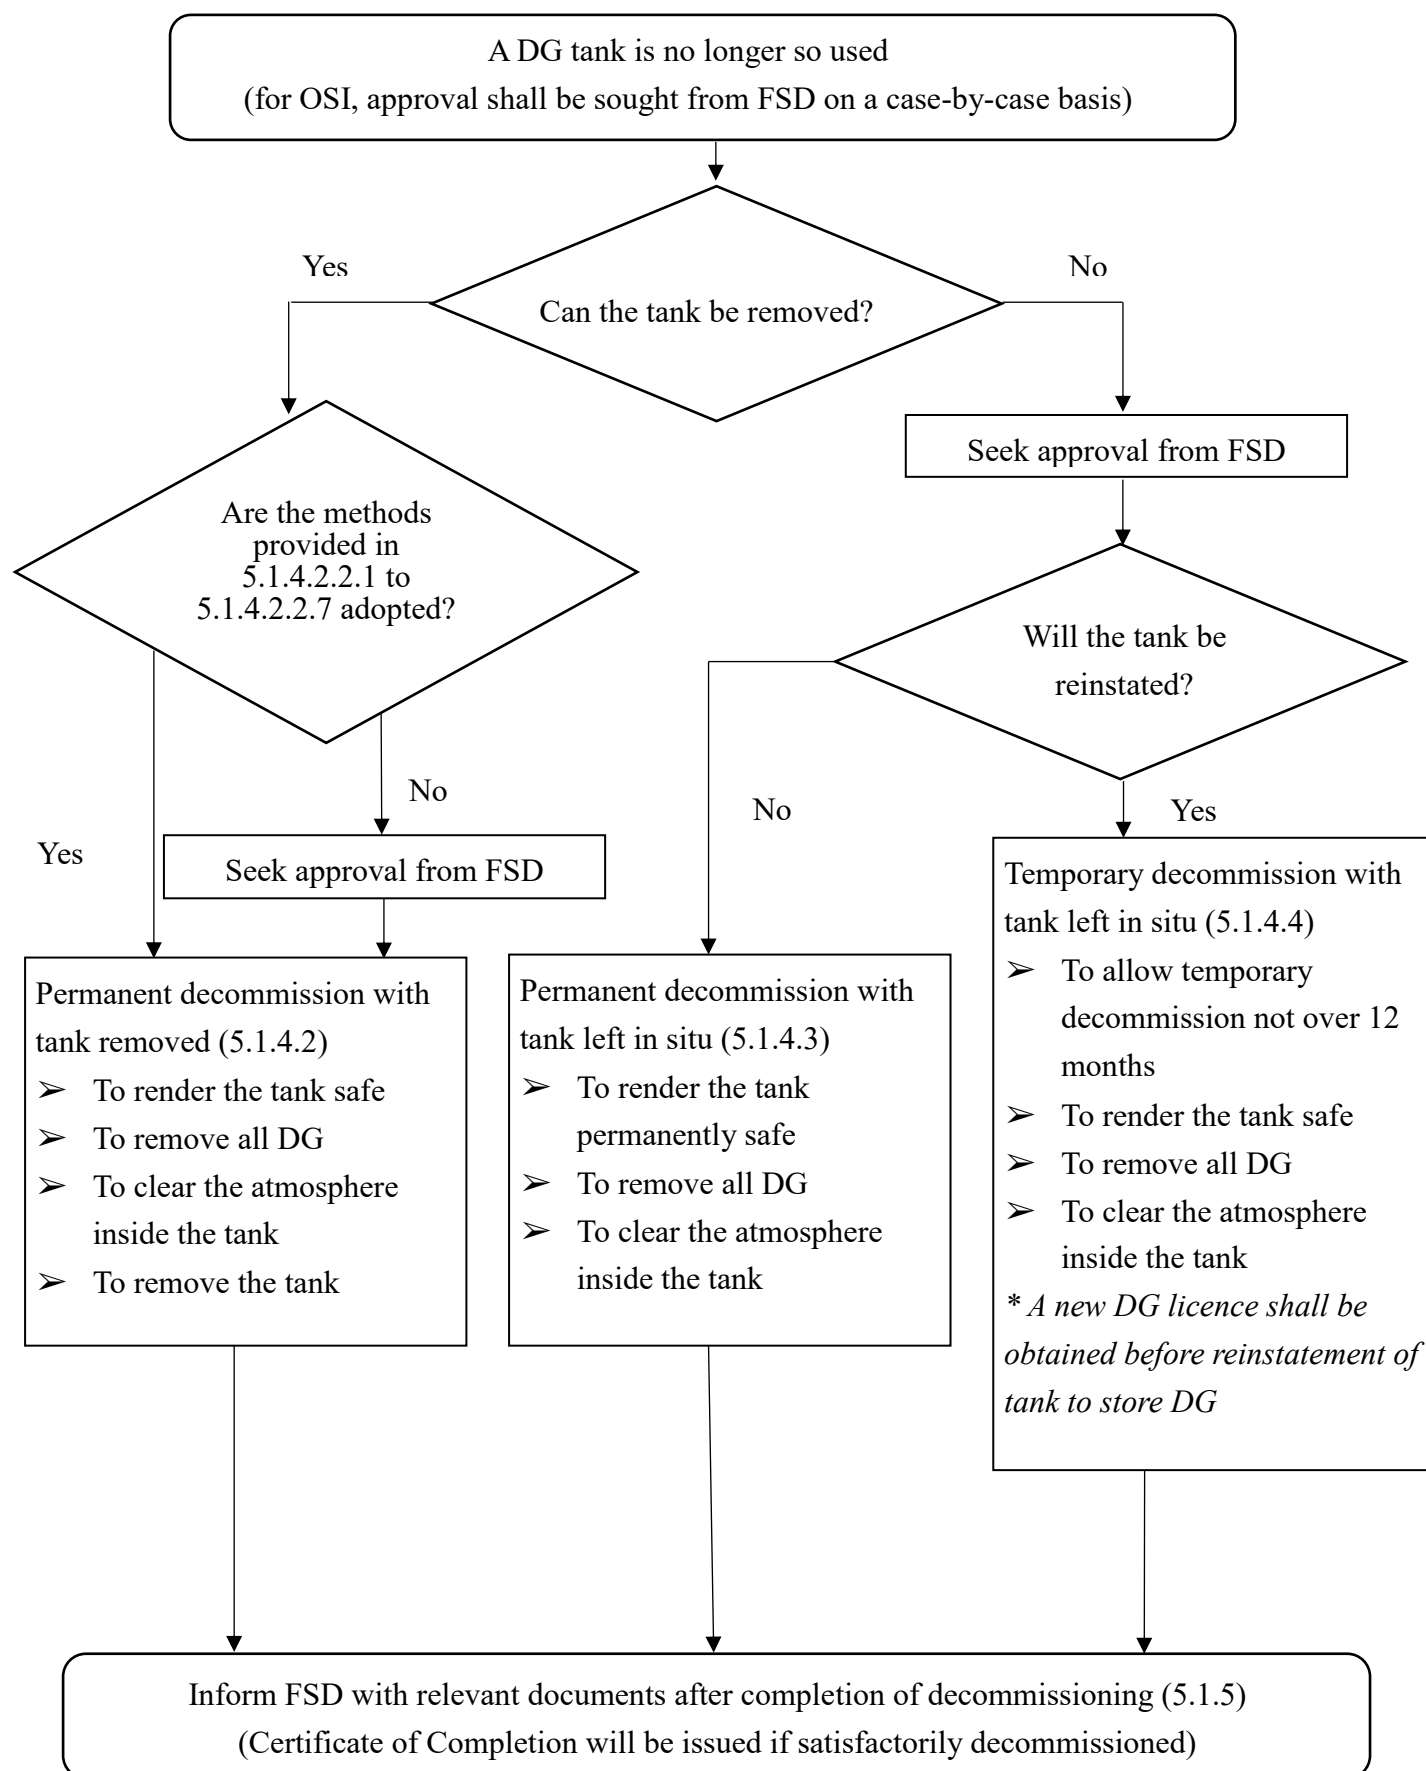 A DG tank is no longer so used
(for OSI, approval shall be sought from FSD on a case-by-case basis)
Yes
No
Can the tank be removed?
Seek approval from FSD
Are the methods
provided in
5.1.4.2.2.1 to
5.1.4.2.2.7 adopted?
Will the tank be
reinstated?
No
No
Yes
Yes
Seek approval from FSD
Permanent decommission with
tank removed (5.1.4.2)
➢ To render the tank safe
➢ To remove all DG
➢ To clear the atmosphere
inside the tank
➢ To remove the tank
Permanent decommission with
tank left in situ (5.1.4.3)
➢ To render the tank
permanently safe
➢ To remove all DG
➢ To clear the atmosphere
inside the tank
Temporary decommission with
tank left in situ (5.1.4.4)
➢ To allow temporary
decommission not over 12
months
➢ To render the tank safe
➢ To remove all DG
➢ To clear the atmosphere
inside the tank
* A new DG licence shall be
obtained before reinstatement of
tank to store DG
Inform FSD with relevant documents after completion of decommissioning (5.1.5)
(Certificate of Completion will be issued if satisfactorily decommissioned)